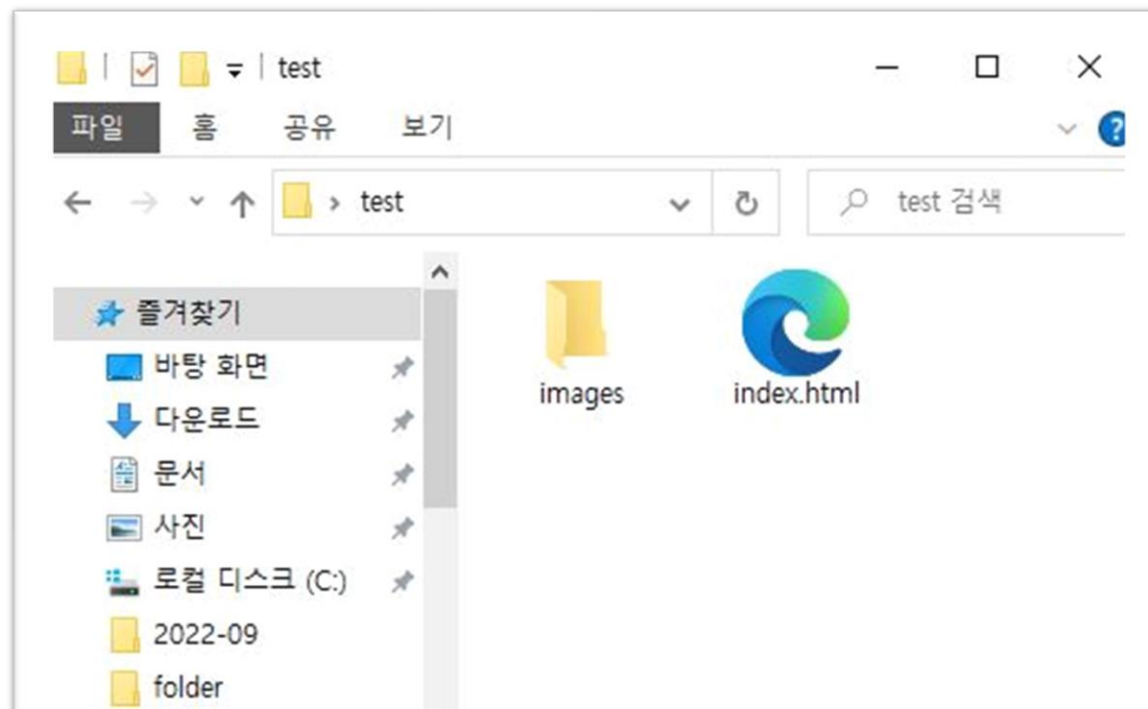 test
파일 홈 공유 보기
test
test 검색
즐겨찾기
바탕 화면
다운로드
문서
사진
로컬 디스크 (C:)
2022-09
folder
images
index.html